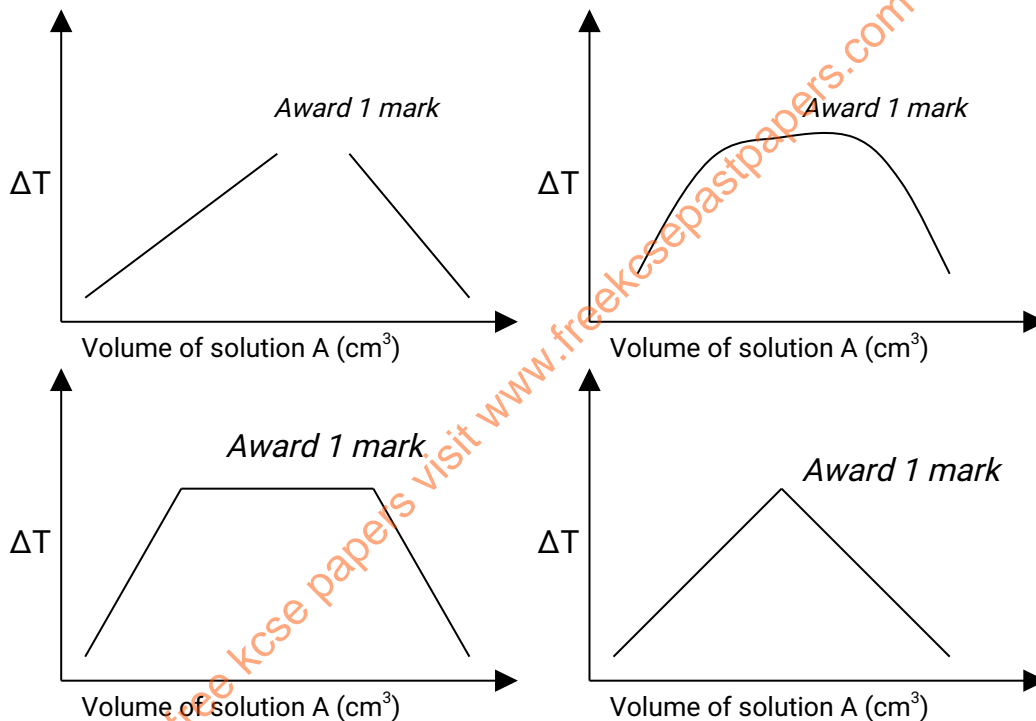 Award 1 mark
ΔT
Volume of solution A (cm³)
Award 1 mark
ΔT
Volume of solution A (cm³)
Award 1 mark
ΔT
Volume of solution A (cm³)
Award 1 mark
ΔT
Volume of solution A (cm³)
free kcse papers visit www.freekcsepastpapers.com